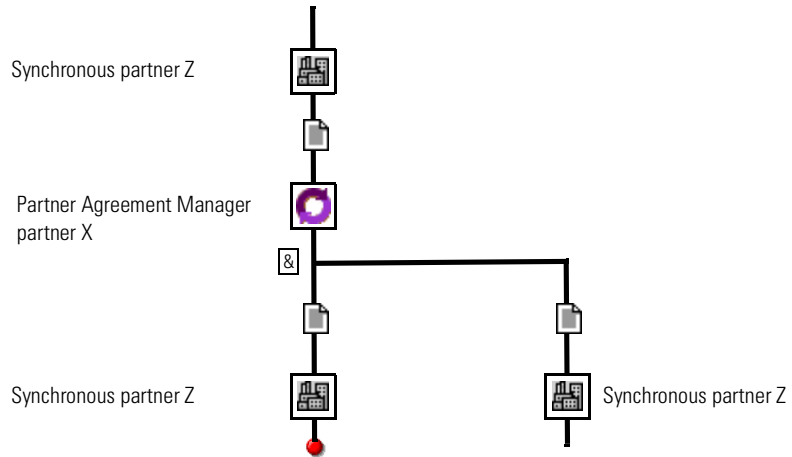 Synchronous partner Z
Partner Agreement Manager
partner X
&
Synchronous partner Z
Synchronous partner Z